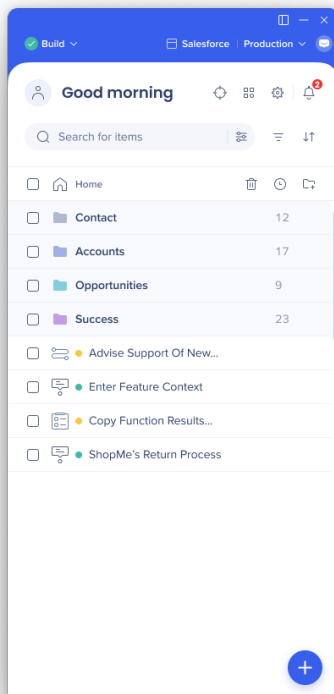 Build
Salesforce
Production
Good morning
2
Search for items
Home
Contact 12
Accounts 17
Opportunities 9
Success 23
Advise Support Of New...
Enter Feature Context
Copy Function Results...
ShopMe's Return Process